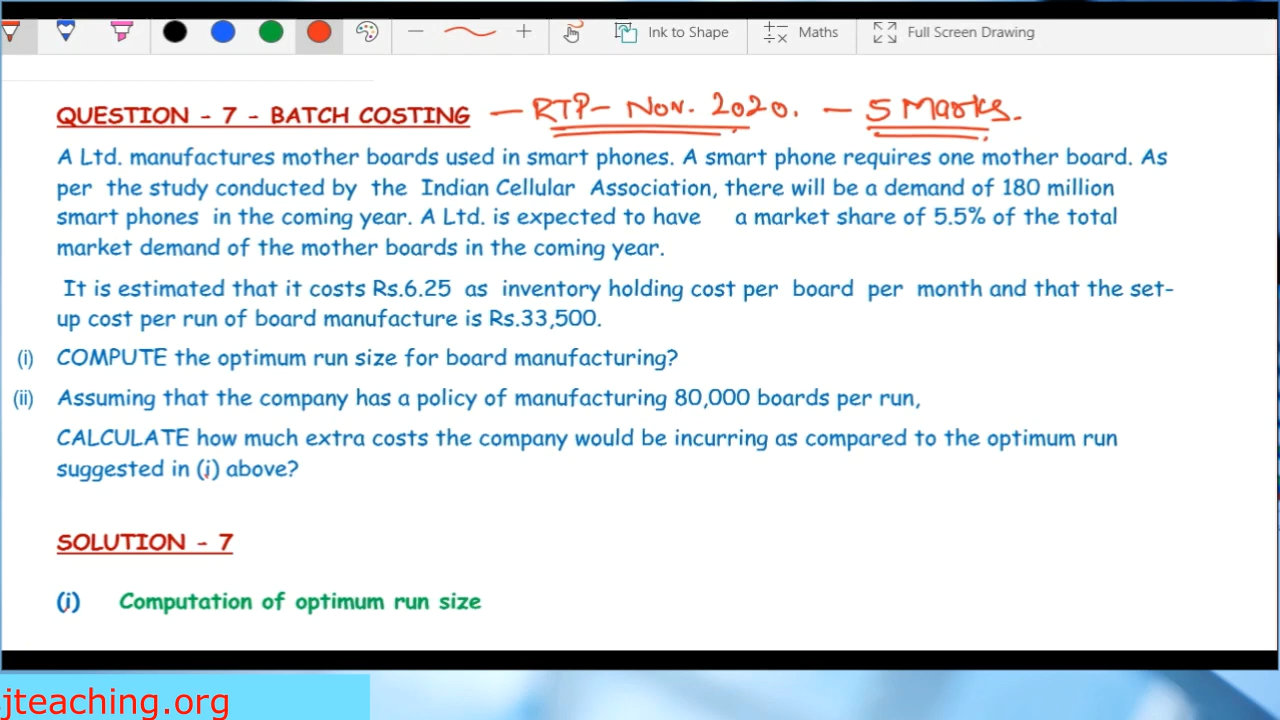 Ink to Shape Maths Full Screen Drawing
QUESTION - 7 - BATCH COSTING — RTP - Nov. 2020. — 5 Marks.
A Ltd. manufactures mother boards used in smart phones. A smart phone requires one mother board. As
per the study conducted by the Indian Cellular Association, there will be a demand of 180 million
smart phones in the coming year. A Ltd. is expected to have a market share of 5.5% of the total
market demand of the mother boards in the coming year.
It is estimated that it costs Rs.6.25 as inventory holding cost per board per month and that the set-
up cost per run of board manufacture is Rs.33,500.
(i) COMPUTE the optimum run size for board manufacturing?
(ii) Assuming that the company has a policy of manufacturing 80,000 boards per run,
CALCULATE how much extra costs the company would be incurring as compared to the optimum run
suggested in (i) above?
SOLUTION - 7
(i) Computation of optimum run size
jteaching.org